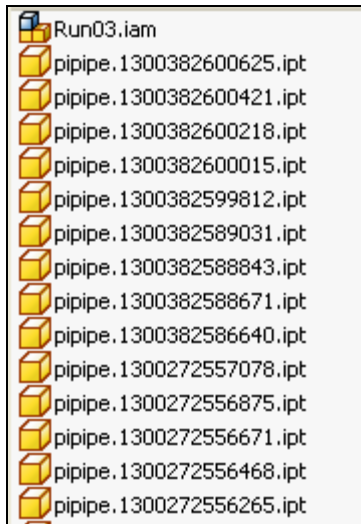 Run03.iam
pipipe.1300382600625.ipt
pipipe.1300382600421.ipt
pipipe.1300382600218.ipt
pipipe.1300382600015.ipt
pipipe.1300382599812.ipt
pipipe.1300382589031.ipt
pipipe.1300382588843.ipt
pipipe.1300382588671.ipt
pipipe.1300382586640.ipt
pipipe.1300272557078.ipt
pipipe.1300272556875.ipt
pipipe.1300272556671.ipt
pipipe.1300272556468.ipt
pipipe.1300272556265.ipt